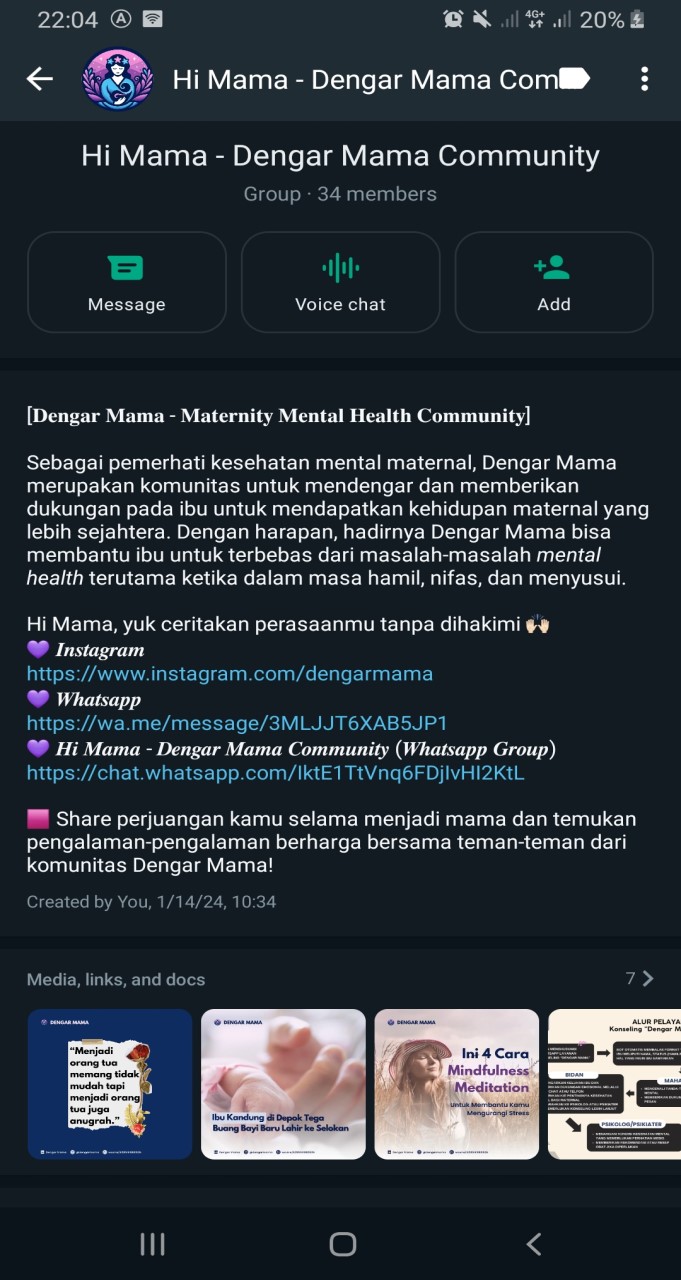 22:04
4G+
20%
Hi Mama - Dengar Mama Com
Hi Mama - Dengar Mama Community
Group · 34 members
Message
Voice chat
Add
[Dengar Mama - Maternity Mental Health Community]
Sebagai pemerhati kesehatan mental maternal, Dengar Mama
merupakan komunitas untuk mendengar dan memberikan
dukungan pada ibu untuk mendapatkan kehidupan maternal yang
lebih sejahtera. Dengan harapan, hadirnya Dengar Mama bisa
membantu ibu untuk terbebas dari masalah-masalah mental
health terutama ketika dalam masa hamil, nifas, dan menyusui.
Hi Mama, yuk ceritakan perasaanmu tanpa dihakimi 🙌🏻
💜 Instagram
https://www.instagram.com/dengarmama
💜 Whatsapp
https://wa.me/message/3MLJJT6XAB5JP1
💜 Hi Mama - Dengar Mama Community (Whatsapp Group)
https://chat.whatsapp.com/IktE1TtVnq6FDjIvHI2KtL
Share perjuangan kamu selama menjadi mama dan temukan
pengalaman-pengalaman berharga bersama teman-teman dari
komunitas Dengar Mama!
Created by You, 1/14/24, 10:34
Media, links, and docs
7
DENGAR MAMA
"Menjadi
orang tua
memang tidak
mudah tapi
menjadi orang
tua juga
anugrah."
DENGAR MAMA
Ibu Kandung di Depok Tega
Buang Bayi Baru Lahir ke Selokan
DENGAR MAMA
Ini 4 Cara
Mindfulness
Meditation
Untuk Membantu Kamu
Mengurangi Stress
ALUR PELAYA
Konseling "Dengar M
BIDAN
MAHA
PSIKOLOG/PSIKIATER